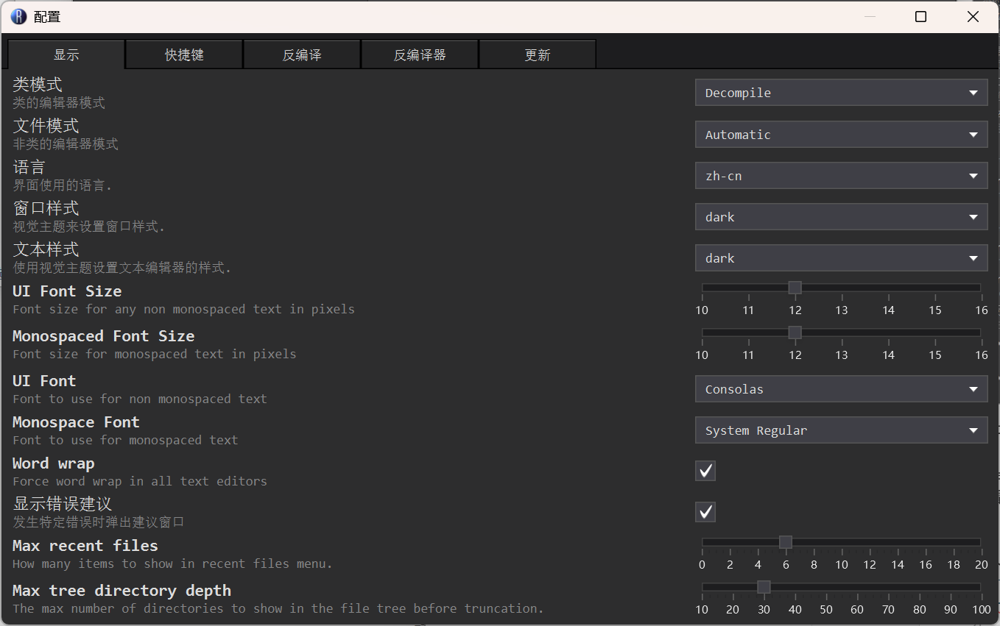 配置
显示 快捷键 反编译 反编译器 更新
类模式
类的编辑器模式
Decompile
文件模式
非类的编辑器模式
Automatic
语言
界面使用的语言.
zh-cn
窗口样式
视觉主题来设置窗口样式.
dark
文本样式
使用视觉主题设置文本编辑器的样式.
dark
UI Font Size
Font size for any non monospaced text in pixels
10 11 12 13 14 15 16
Monospaced Font Size
Font size for monospaced text in pixels
10 11 12 13 14 15 16
UI Font
Font to use for non monospaced text
Consolas
Monospace Font
Font to use for monospaced text
System Regular
Word wrap
Force word wrap in all text editors
显示错误建议
发生特定错误时弹出建议窗口
Max recent files
How many items to show in recent files menu.
0 2 4 6 8 10 12 14 16 18 20
Max tree directory depth
The max number of directories to show in the file tree before truncation.
10 20 30 40 50 60 70 80 90 100